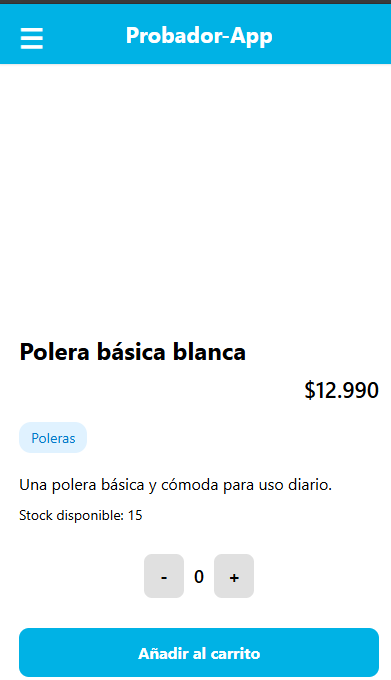 Probador-App
Polera básica blanca
$12.990
Poleras
Una polera básica y cómoda para uso diario.
Stock disponible: 15
- 0 +
Añadir al carrito